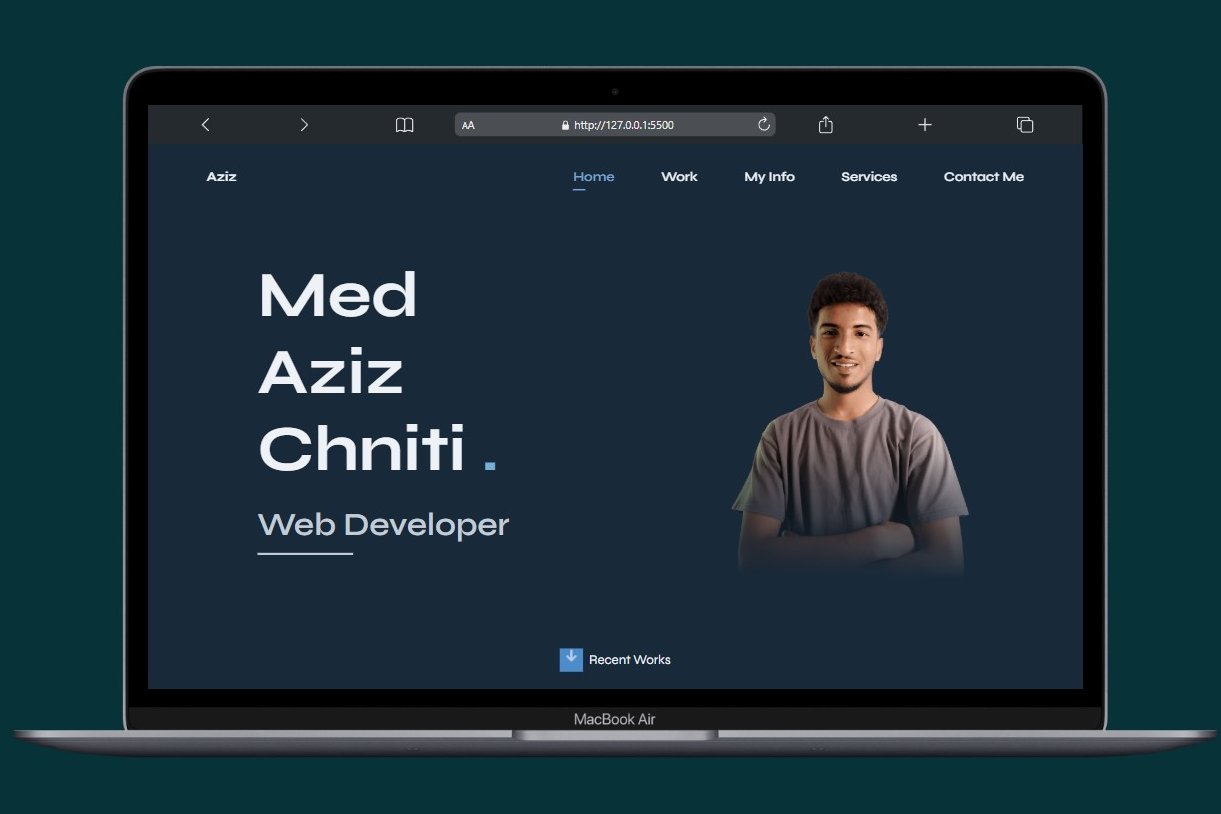 AA http://127.0.0.1:5500
Aziz Home Work My Info Services Contact Me
Med
Aziz
Chniti .
Web Developer
Recent Works
MacBook Air